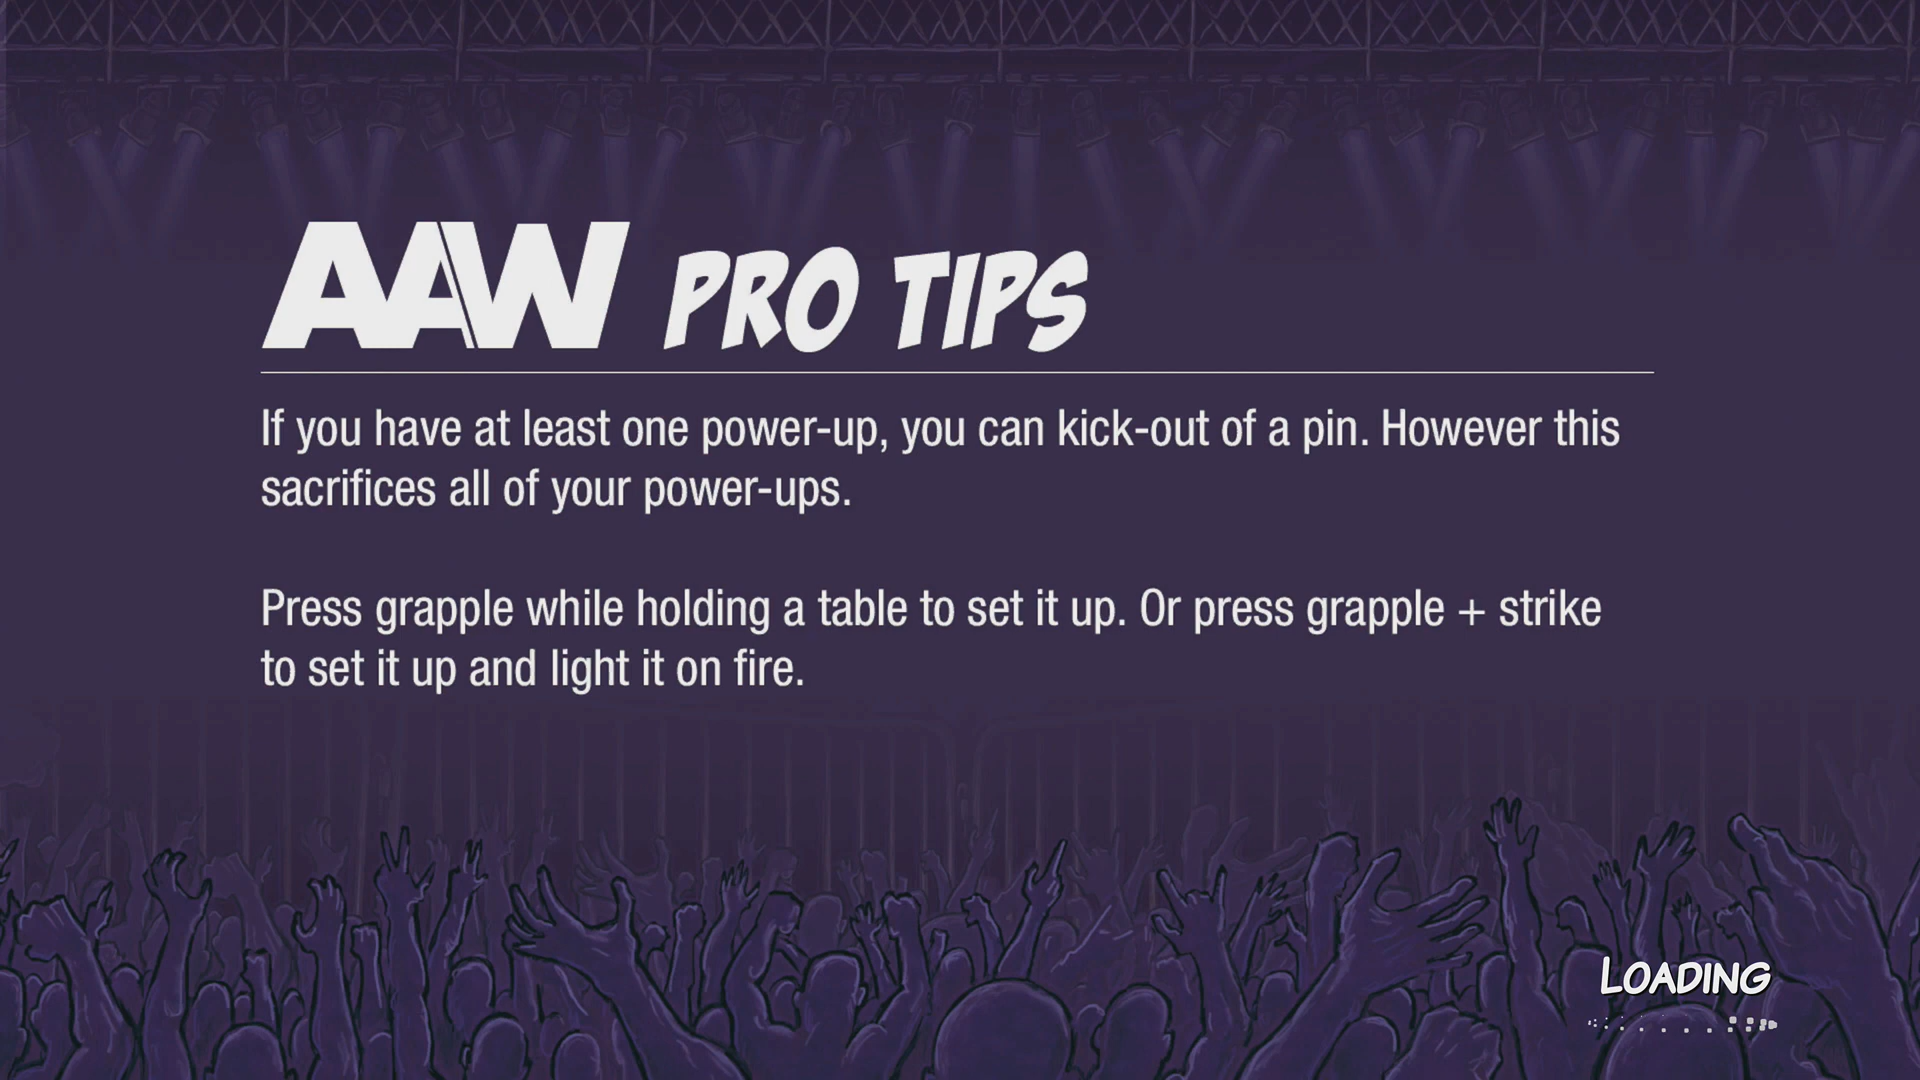 AAW PRO TIPS
If you have at least one power-up, you can kick-out of a pin. However this
sacrifices all of your power-ups.
Press grapple while holding a table to set it up. Or press grapple + strike
to set it up and light it on fire.
LOADING